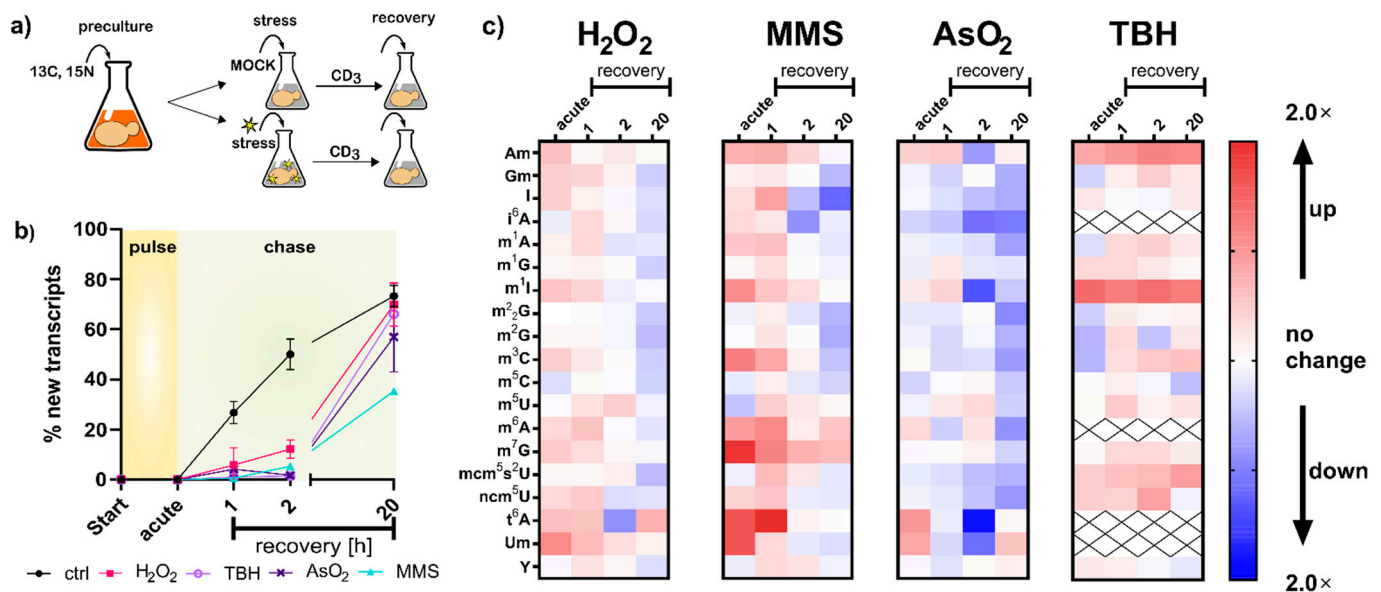 a)
preculture
13C, 15N
stress
recovery
MOCK
CD₃
stress
CD₃
b)
pulse
chase
% new transcripts
100
80
60
40
20
0
Start
acute
1
2
20
recovery [h]
ctrl
H₂O₂
TBH
AsO₂
MMS
c)
H₂O₂
MMS
AsO₂
TBH
recovery
recovery
recovery
recovery
acute
1
2
20
acute
1
2
20
acute
1
2
20
acute
1
2
20
Am
Gm
I
i⁶A
m¹A
m¹G
m¹I
m²₂G
m²G
m³C
m⁵C
m⁵U
m⁶A
m⁷G
mcm⁵s²U
ncm⁵U
t⁶A
Um
Y
2.0×
up
no
change
down
2.0×